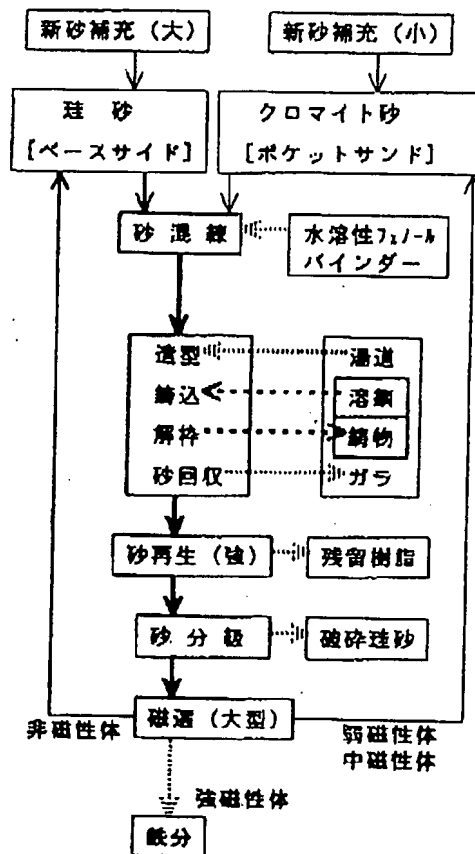 新砂補充（大）
新砂補充（小）
珪砂
［ベースサイド］
クロマイト砂
［ポケットサンド］
砂混練
水溶性フェノール
バインダー
造型
湯道
鋳込
溶鋼
解枠
鋳物
砂回収
ガラ
砂再生（強）
残留樹脂
砂分級
破砕珪砂
磁選（大型）
非磁性体
弱磁性体
中磁性体
強磁性体
鉄分